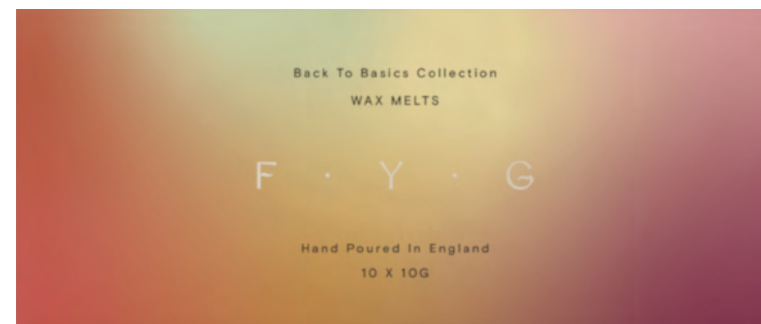 Back To Basics Collection
WAX MELTS
F · Y · G
Hand Poured In England
10 X 10G